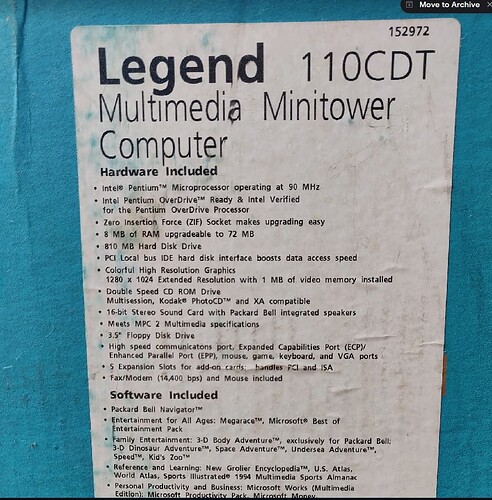 Move to Archive
152972
Legend 110CDT
Multimedia Minitower
Computer
Hardware Included
• Intel® Pentium™ Microprocessor operating at 90 MHz
• Intel Pentium OverDrive™ Ready & Intel Verified
for the Pentium OverDrive Processor
• Zero Insertion Force (ZIF) Socket makes upgrading easy
• 8 MB of RAM upgradeable to 72 MB
• 810 MB Hard Disk Drive
• PCI Local bus IDE hard disk interface boosts data access speed
• Colorful High Resolution Graphics
1280 x 1024 Extended Resolution with 1 MB of video memory installed
• Double Speed CD ROM Drive
Multisession, Kodak® PhotoCD™ and XA compatible
• 16-bit Stereo Sound Card with Packard Bell integrated speakers
• Meets MPC 2 Multimedia specifications
• 3.5" Floppy Disk Drive
• High speed communicatons port, Expanded Capabilities Port (ECP)/
Enhanced Parallel Port (EPP), mouse, game, keyboard, and VGA ports
• 5 Expansion Slots for add-on cards: handles PCI and ISA
• Fax/Modem (14,400 bps) and Mouse included
Software Included
• Packard Bell Navigator™
• Entertainment for All Ages: Megarace™, Microsoft® Best of
Entertainment Pack
• Family Entertainment: 3-D Body Adventure™, exclusively for Packard Bell;
3-D Dinosaur Adventure™, Space Adventure™, Undersea Adventure™,
Speed™, Kid's Zoo™
• Reference and Learning: New Grolier Encyclopedia™, U.S. Atlas,
World Atlas, Sports Illustrated® 1994 Multimedia Sports Almanac
• Personal Productivity and Business: Microsoft Works (Multimedia
Edition); Microsoft Productivity Pack, Microsoft Money,